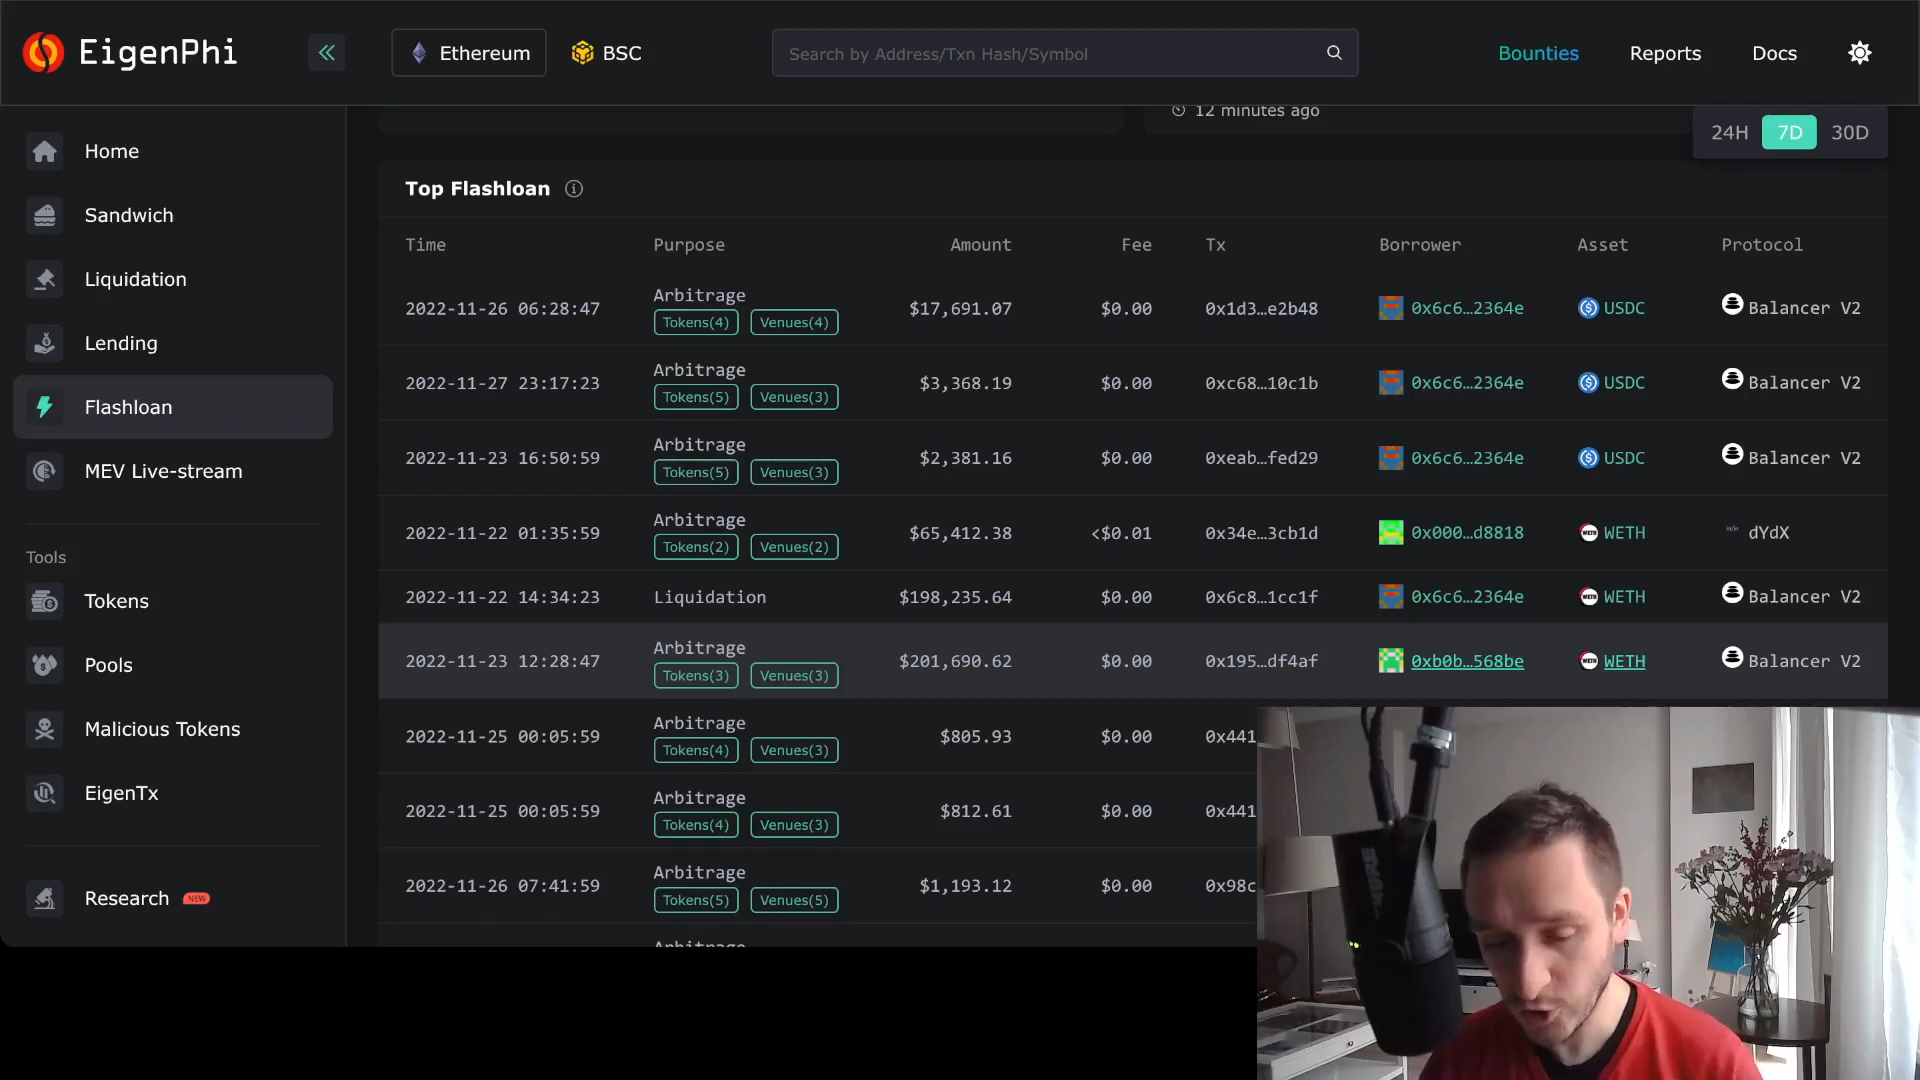 EigenPhi
Ethereum
BSC
Search by Address/Txn Hash/Symbol
Bounties
Reports
Docs
12 minutes ago
24H 7D 30D
Home
Sandwich
Liquidation
Lending
Flashloan
MEV Live-stream
Tools
Tokens
Pools
Malicious Tokens
EigenTx
Research NEW
Top Flashloan
Time Purpose Amount Fee Tx Borrower Asset Protocol
2022-11-26 06:28:47 Arbitrage Tokens(4) Venues(4) $17,691.07 $0.00 0x1d3…e2b48 0x6c6…2364e USDC Balancer V2
2022-11-27 23:17:23 Arbitrage Tokens(5) Venues(3) $3,368.19 $0.00 0xc68…10c1b 0x6c6…2364e USDC Balancer V2
2022-11-23 16:50:59 Arbitrage Tokens(5) Venues(3) $2,381.16 $0.00 0xeab…fed29 0x6c6…2364e USDC Balancer V2
2022-11-22 01:35:59 Arbitrage Tokens(2) Venues(2) $65,412.38 <$0.01 0x34e…3cb1d 0x000…d8818 WETH dYdX
2022-11-22 14:34:23 Liquidation $198,235.64 $0.00 0x6c8…1cc1f 0x6c6…2364e WETH Balancer V2
2022-11-23 12:28:47 Arbitrage Tokens(3) Venues(3) $201,690.62 $0.00 0x195…df4af 0xb0b…568be WETH Balancer V2
2022-11-25 00:05:59 Arbitrage Tokens(4) Venues(3) $805.93 $0.00 0x441
2022-11-25 00:05:59 Arbitrage Tokens(4) Venues(3) $812.61 $0.00 0x441
2022-11-26 07:41:59 Arbitrage Tokens(5) Venues(5) $1,193.12 $0.00 0x98c
Arbitrage